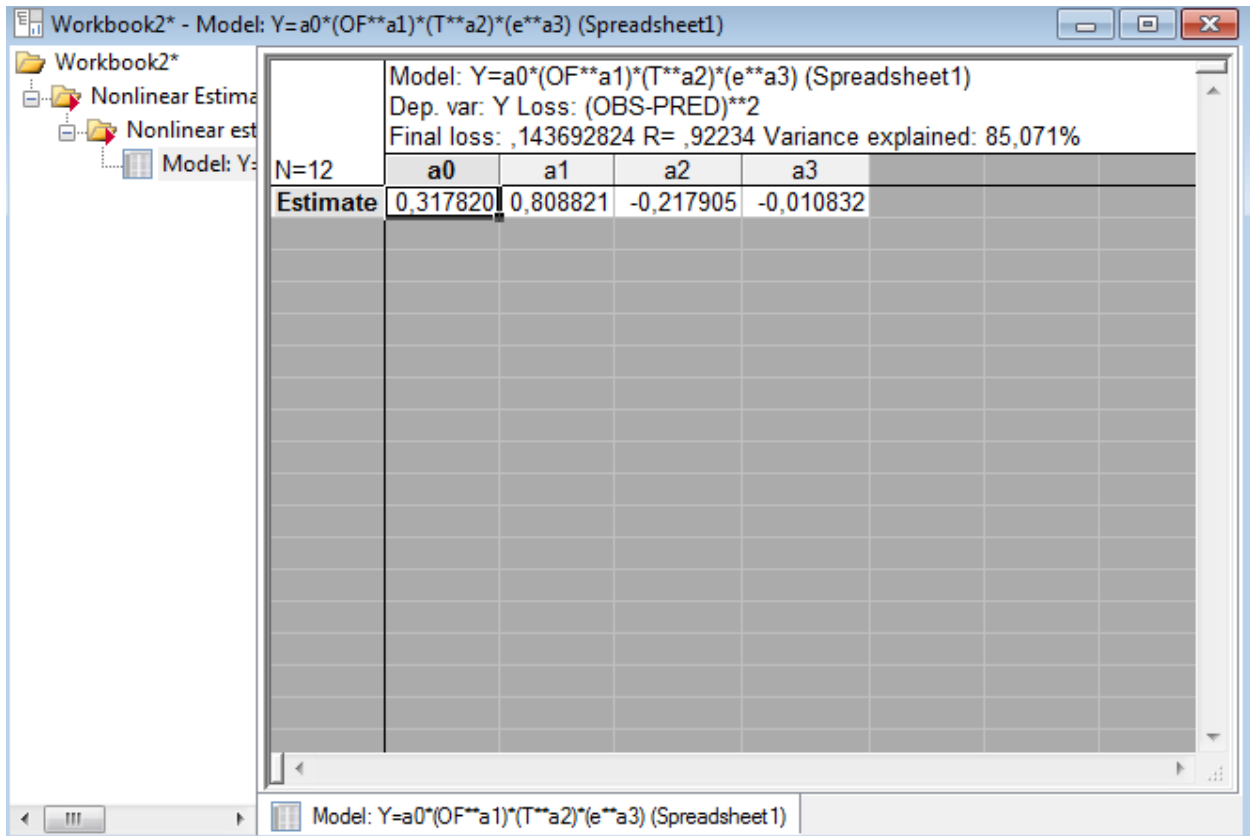 Workbook2* - Model: Y=a0*(OF**a1)*(T**a2)*(e**a3) (Spreadsheet1)
Workbook2*
Nonlinear Estima
Nonlinear est
Model: Y=
Model: Y=a0*(OF**a1)*(T**a2)*(e**a3) (Spreadsheet1)
Dep. var: Y Loss: (OBS-PRED)**2
Final loss: ,143692824 R= ,92234 Variance explained: 85,071%
N=12 a0 a1 a2 a3
Estimate 0,317820 0,808821 -0,217905 -0,010832
Model: Y=a0*(OF**a1)*(T**a2)*(e**a3) (Spreadsheet1)